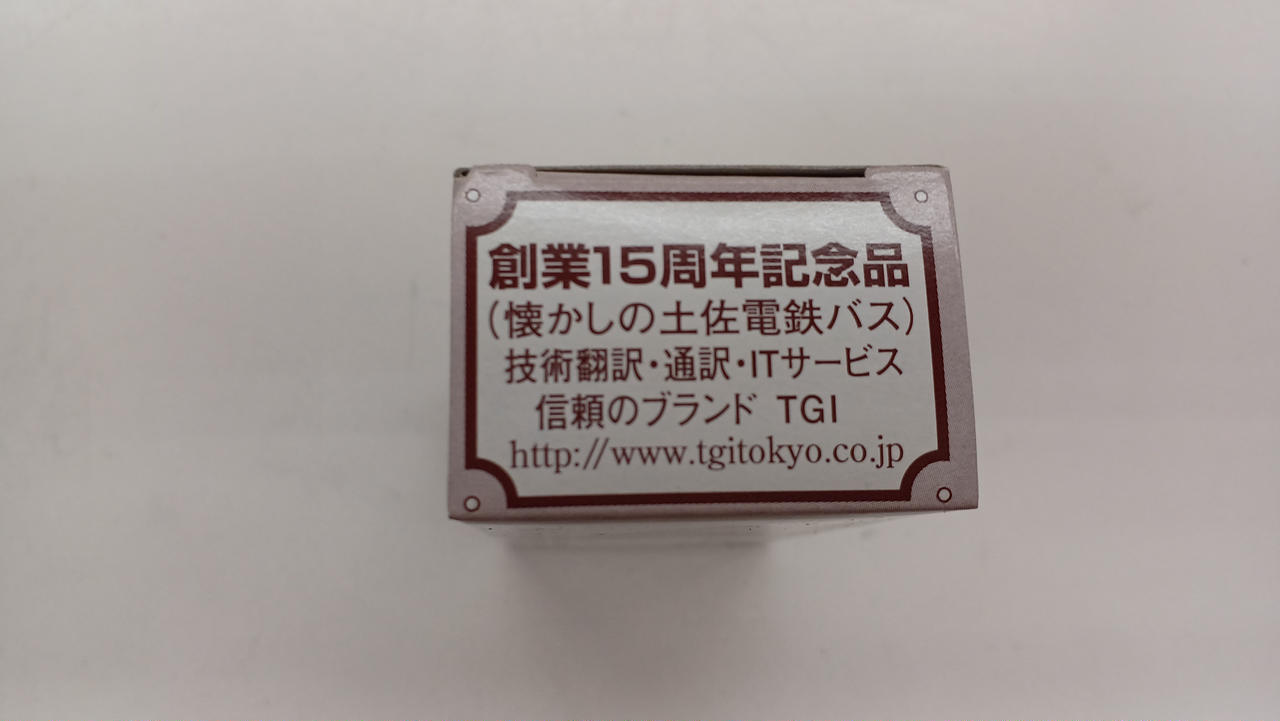 創業15周年記念品
(懐かしの土佐電鉄バス)
技術翻訳・通訳・ITサービス
信頼のブランド TGI
http://www.tgitokyo.co.jp